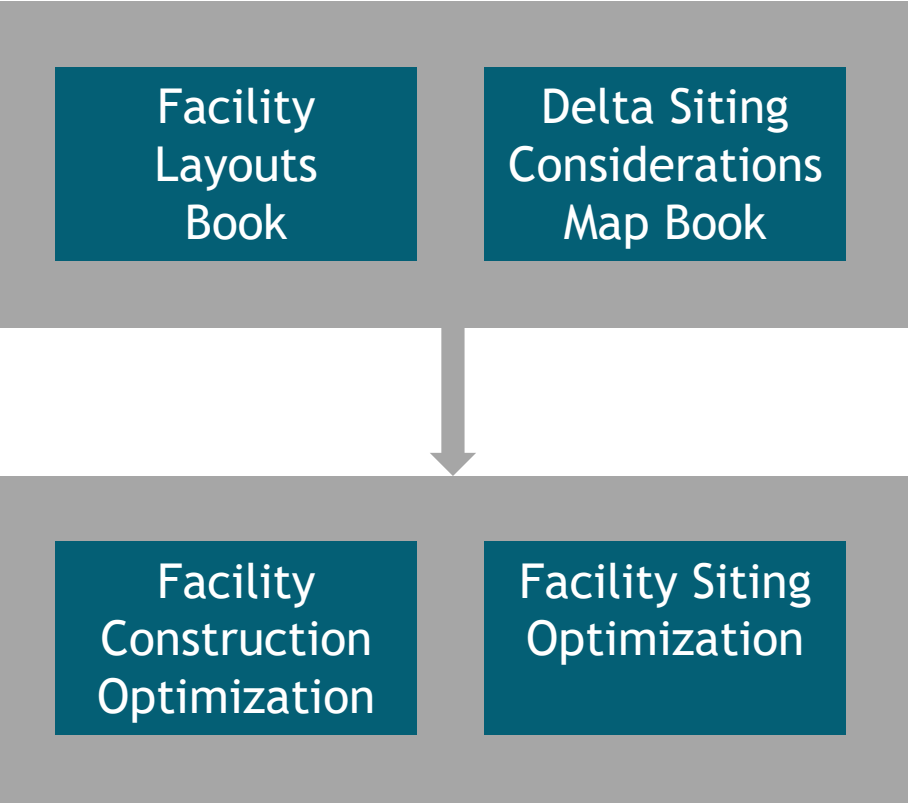 Facility
Layouts
Book
Delta Siting
Considerations
Map Book
Facility
Construction
Optimization
Facility Siting
Optimization